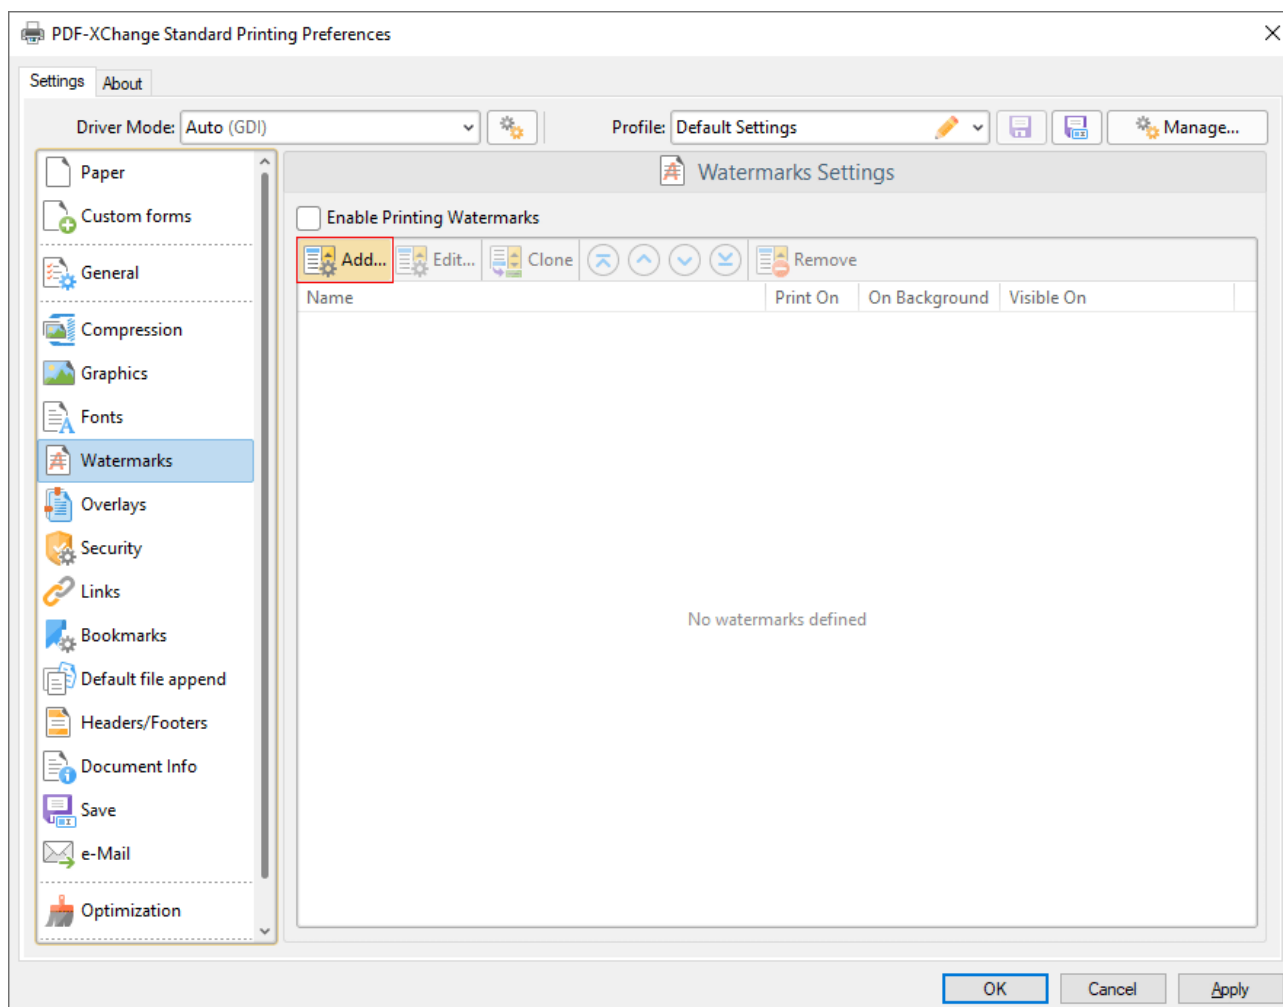 PDF-XChange Standard Printing Preferences
Settings About
Driver Mode: Auto (GDI) Profile: Default Settings Manage...
Paper
Custom forms
General
Compression
Graphics
Fonts
Watermarks
Overlays
Security
Links
Bookmarks
Default file append
Headers/Footers
Document Info
Save
e-Mail
Optimization
Watermarks Settings
Enable Printing Watermarks
Add... Edit... Clone Remove
Name Print On On Background Visible On
No watermarks defined
OK Cancel Apply